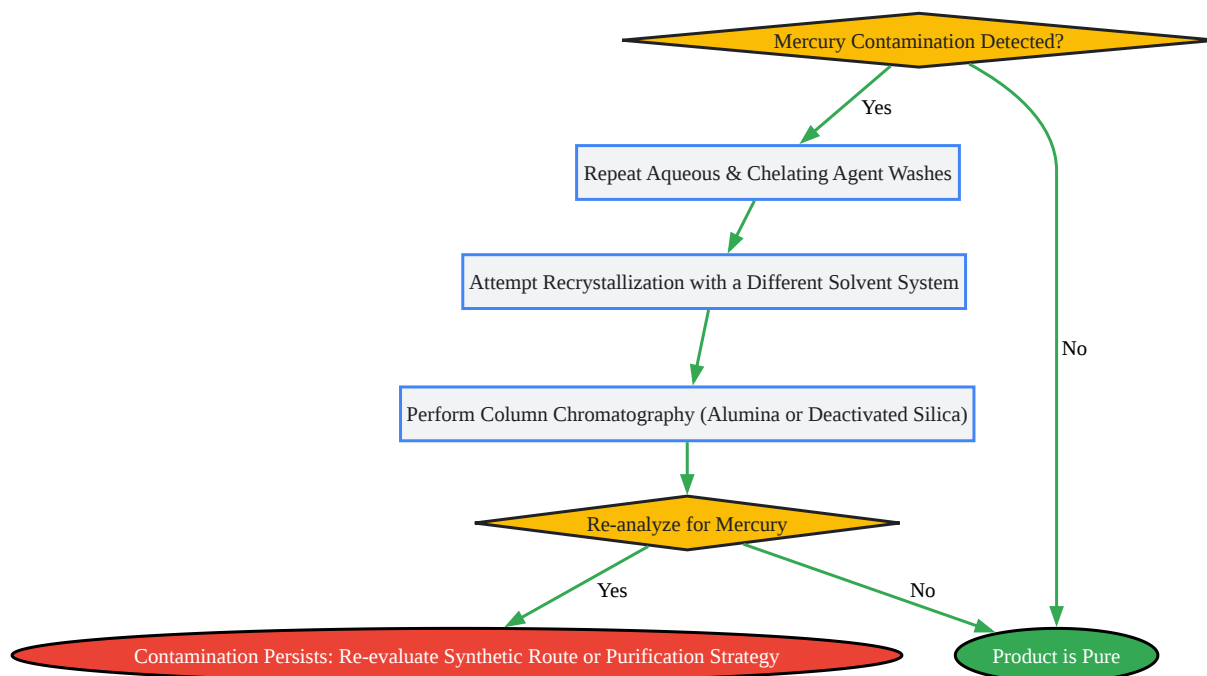 Mercury Contamination Detected?
Yes
Repeat Aqueous & Chelating Agent Washes
Attempt Recrystallization with a Different Solvent System
No
Perform Column Chromatography (Alumina or Deactivated Silica)
Re-analyze for Mercury
Yes
No
Contamination Persists: Re-evaluate Synthetic Route or Purification Strategy
Product is Pure